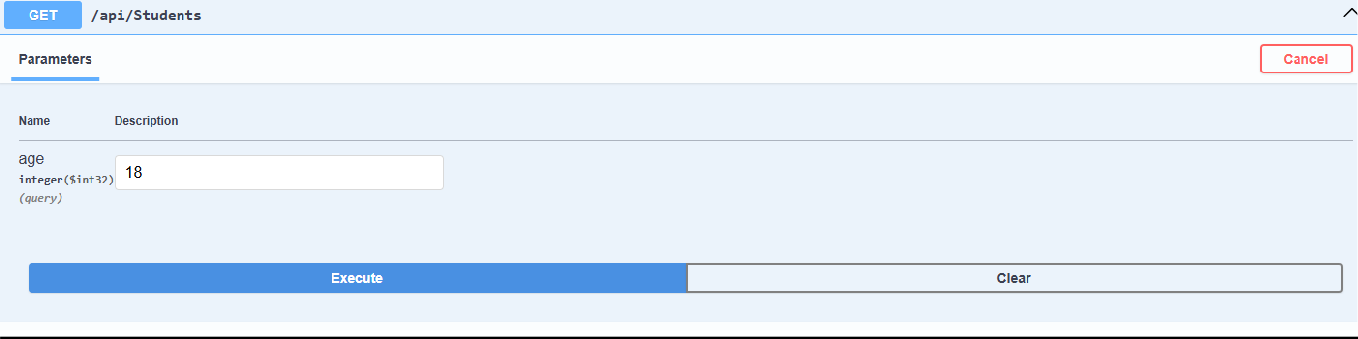 GET /api/Students
Parameters Cancel
Name Description
age
18
integer($int32)
(query)
Execute Clear